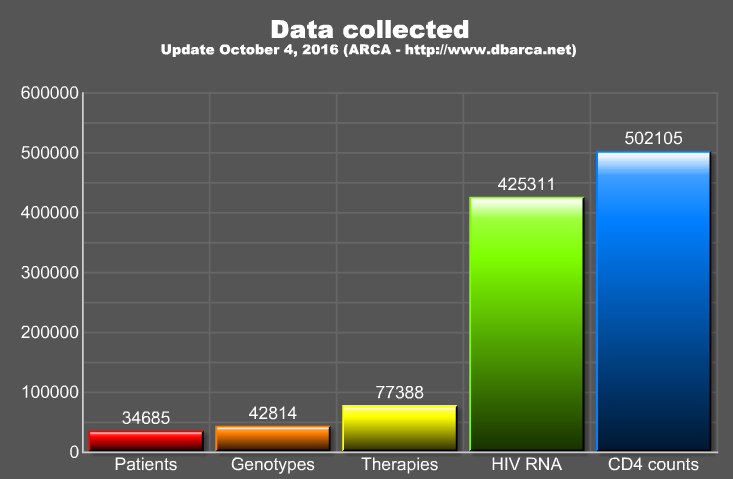 Data collected
Update October 4, 2016 (ARCA - http://www.dbarca.net)
600000
500000
400000
300000
200000
100000
0
34685
42814
77388
425311
502105
Patients
Genotypes
Therapies
HIV RNA
CD4 counts